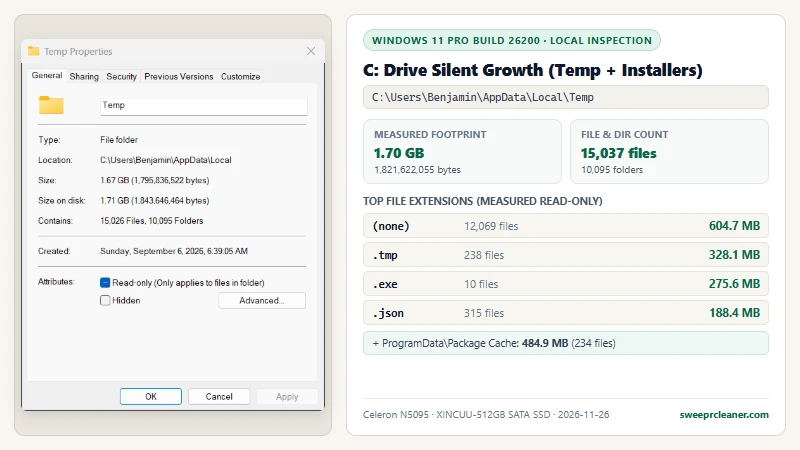 Temp Properties
General Sharing Security Previous Versions Customize
Temp
Type: File folder
Location: C:\Users\Benjamin\AppData\Local
Size: 1.67 GB (1,795,836,522 bytes)
Size on disk: 1.71 GB (1.843.646,464 bytes)
Contains: 15,026 Files, 10,095 Folders
Created: Sunday, September 6, 2026, 6:39:05 AM
Attributes: Read-only (Only applies to files in folder)
Hidden Advanced...
OK Cancel Apply
WINDOWS 11 PRO BUILD 26200 · LOCAL INSPECTION
C: Drive Silent Growth (Temp + Installers)
C:\Users\Benjamin\AppData\Local\Temp
MEASURED FOOTPRINT
1.70 GB
1,821,622,055 bytes
FILE & DIR COUNT
15,037 files
10,095 folders
TOP FILE EXTENSIONS (MEASURED READ-ONLY)
(none) 12,069 files 604.7 MB
.tmp 238 files 328.1 MB
.exe 10 files 275.6 MB
.json 315 files 188.4 MB
+ ProgramData\Package Cache: 484.9 MB (234 files)
Celeron N5095 · XINCUU-512GB SATA SSD · 2026-11-26
sweeprcleaner.com